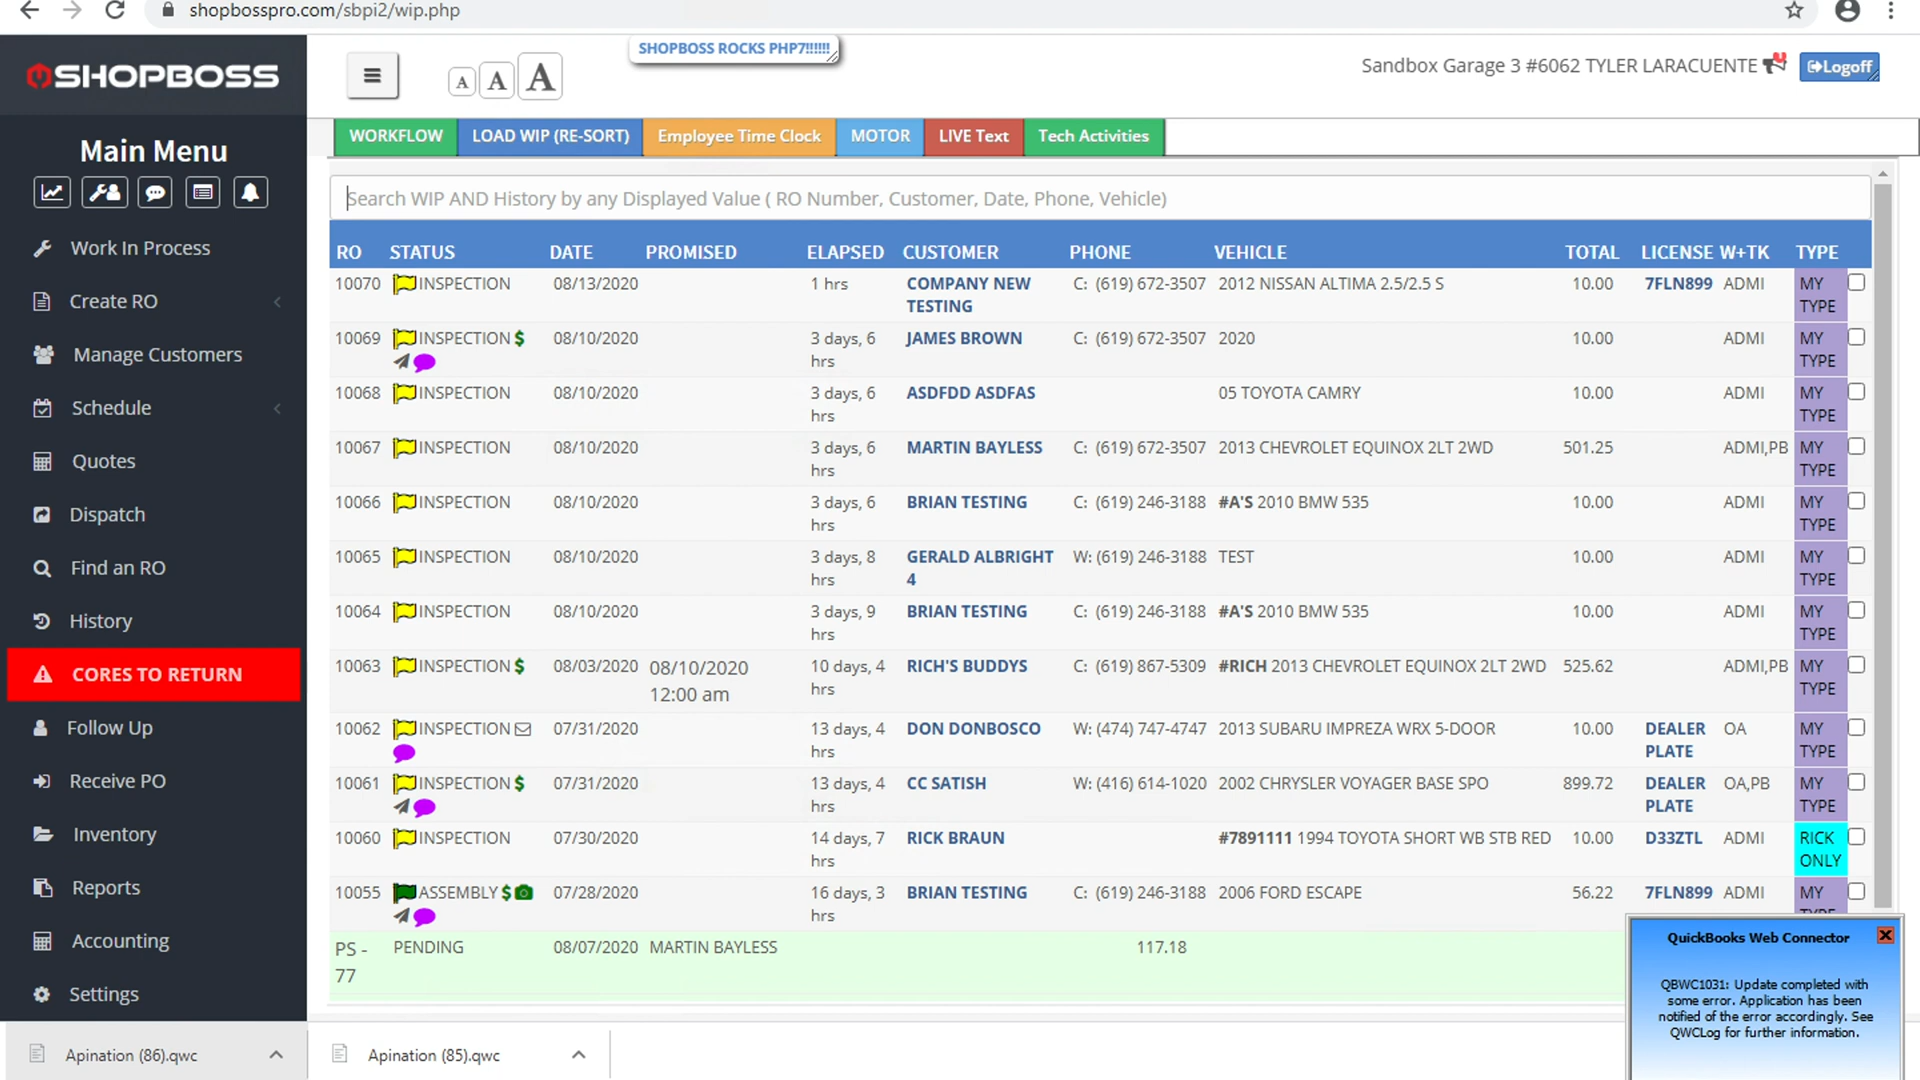 shopbosspro.com/sbpi2/wip.php
SHOPBOSS
SHOPBOSS ROCKS PHP7!!!!!!
A A A
Sandbox Garage 3 #6062 TYLER LARACUENTE
Logoff
Main Menu
WORKFLOW LOAD WIP (RE-SORT) Employee Time Clock MOTOR LIVE Text Tech Activities
Search WIP AND History by any Displayed Value ( RO Number, Customer, Date, Phone, Vehicle)
Work In Process
Create RO
Manage Customers
Schedule
Quotes
Dispatch
Find an RO
History
CORES TO RETURN
Follow Up
Receive PO
Inventory
Reports
Accounting
Settings
RO STATUS DATE PROMISED ELAPSED CUSTOMER PHONE VEHICLE TOTAL LICENSE W+TK TYPE
10070 INSPECTION 08/13/2020 1 hrs COMPANY NEW C: (619) 672-3507 2012 NISSAN ALTIMA 2.5/2.5 S 10.00 7FLN899 ADMI MY
TESTING TYPE
10069 INSPECTION $ 08/10/2020 3 days, 6 JAMES BROWN C: (619) 672-3507 2020 10.00 ADMI MY
hrs TYPE
10068 INSPECTION 08/10/2020 3 days, 6 ASDFDD ASDFAS 05 TOYOTA CAMRY 10.00 ADMI MY
hrs TYPE
10067 INSPECTION 08/10/2020 3 days, 6 MARTIN BAYLESS C: (619) 672-3507 2013 CHEVROLET EQUINOX 2LT 2WD 501.25 ADMI,PB MY
hrs TYPE
10066 INSPECTION 08/10/2020 3 days, 6 BRIAN TESTING C: (619) 246-3188 #A'S 2010 BMW 535 10.00 ADMI MY
hrs TYPE
10065 INSPECTION 08/10/2020 3 days, 8 GERALD ALBRIGHT W: (619) 246-3188 TEST 10.00 ADMI MY
hrs 4 TYPE
10064 INSPECTION 08/10/2020 3 days, 9 BRIAN TESTING C: (619) 246-3188 #A'S 2010 BMW 535 10.00 ADMI MY
hrs TYPE
10063 INSPECTION $ 08/03/2020 08/10/2020 10 days, 4 RICH'S BUDDYS C: (619) 867-5309 #RICH 2013 CHEVROLET EQUINOX 2LT 2WD 525.62 ADMI,PB MY
12:00 am hrs TYPE
10062 INSPECTION 07/31/2020 13 days, 4 DON DONBOSCO W: (474) 747-4747 2013 SUBARU IMPREZA WRX 5-DOOR 10.00 DEALER OA MY
hrs PLATE TYPE
10061 INSPECTION $ 07/31/2020 13 days, 4 CC SATISH W: (416) 614-1020 2002 CHRYSLER VOYAGER BASE SPO 899.72 DEALER OA,PB MY
hrs PLATE TYPE
10060 INSPECTION 07/30/2020 14 days, 7 RICK BRAUN #7891111 1994 TOYOTA SHORT WB STB RED 10.00 D33ZTL ADMI RICK
hrs ONLY
10055 ASSEMBLY $ 07/28/2020 16 days, 3 BRIAN TESTING C: (619) 246-3188 2006 FORD ESCAPE 56.22 7FLN899 ADMI MY
hrs TYPE
PS - PENDING 08/07/2020 MARTIN BAYLESS 117.18
77
QuickBooks Web Connector
QBWC1031: Update completed with
some error. Application has been
notified of the error accordingly. See
QWCLog for further information.
Apination (86).qwc Apination (85).qwc